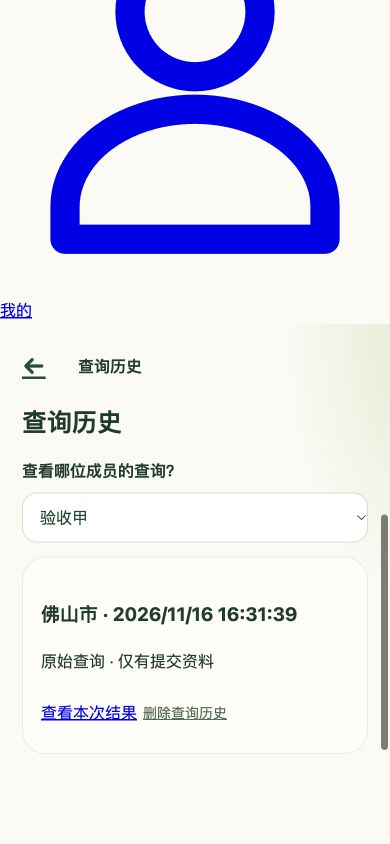 我的
查询历史
查询历史
查看哪位成员的查询?
验收甲
佛山市 · 2026/11/16 16:31:39
原始查询 · 仅有提交资料
查看本次结果 删除查询历史